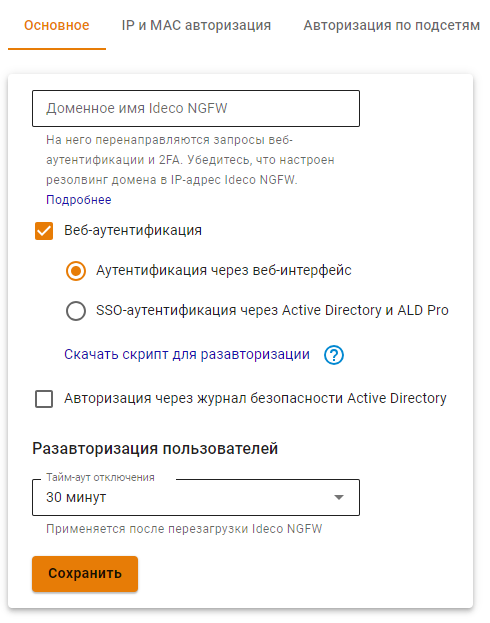 Основное IP и MAC авторизация Авторизация по подсетям
Доменное имя Ideco NGFW
На него перенаправляются запросы веб-
аутентификации и 2FA. Убедитесь, что настроен
резолвинг домена в IP-адрес Ideco NGFW.
Подробнее
Веб-аутентификация
Аутентификация через веб-интерфейс
SSO-аутентификация через Active Directory и ALD Pro
Скачать скрипт для разавторизации ?
Авторизация через журнал безопасности Active Directory
Разавторизация пользователей
Тайм-аут отключения
30 минут
Применяется после перезагрузки Ideco NGFW
Сохранить